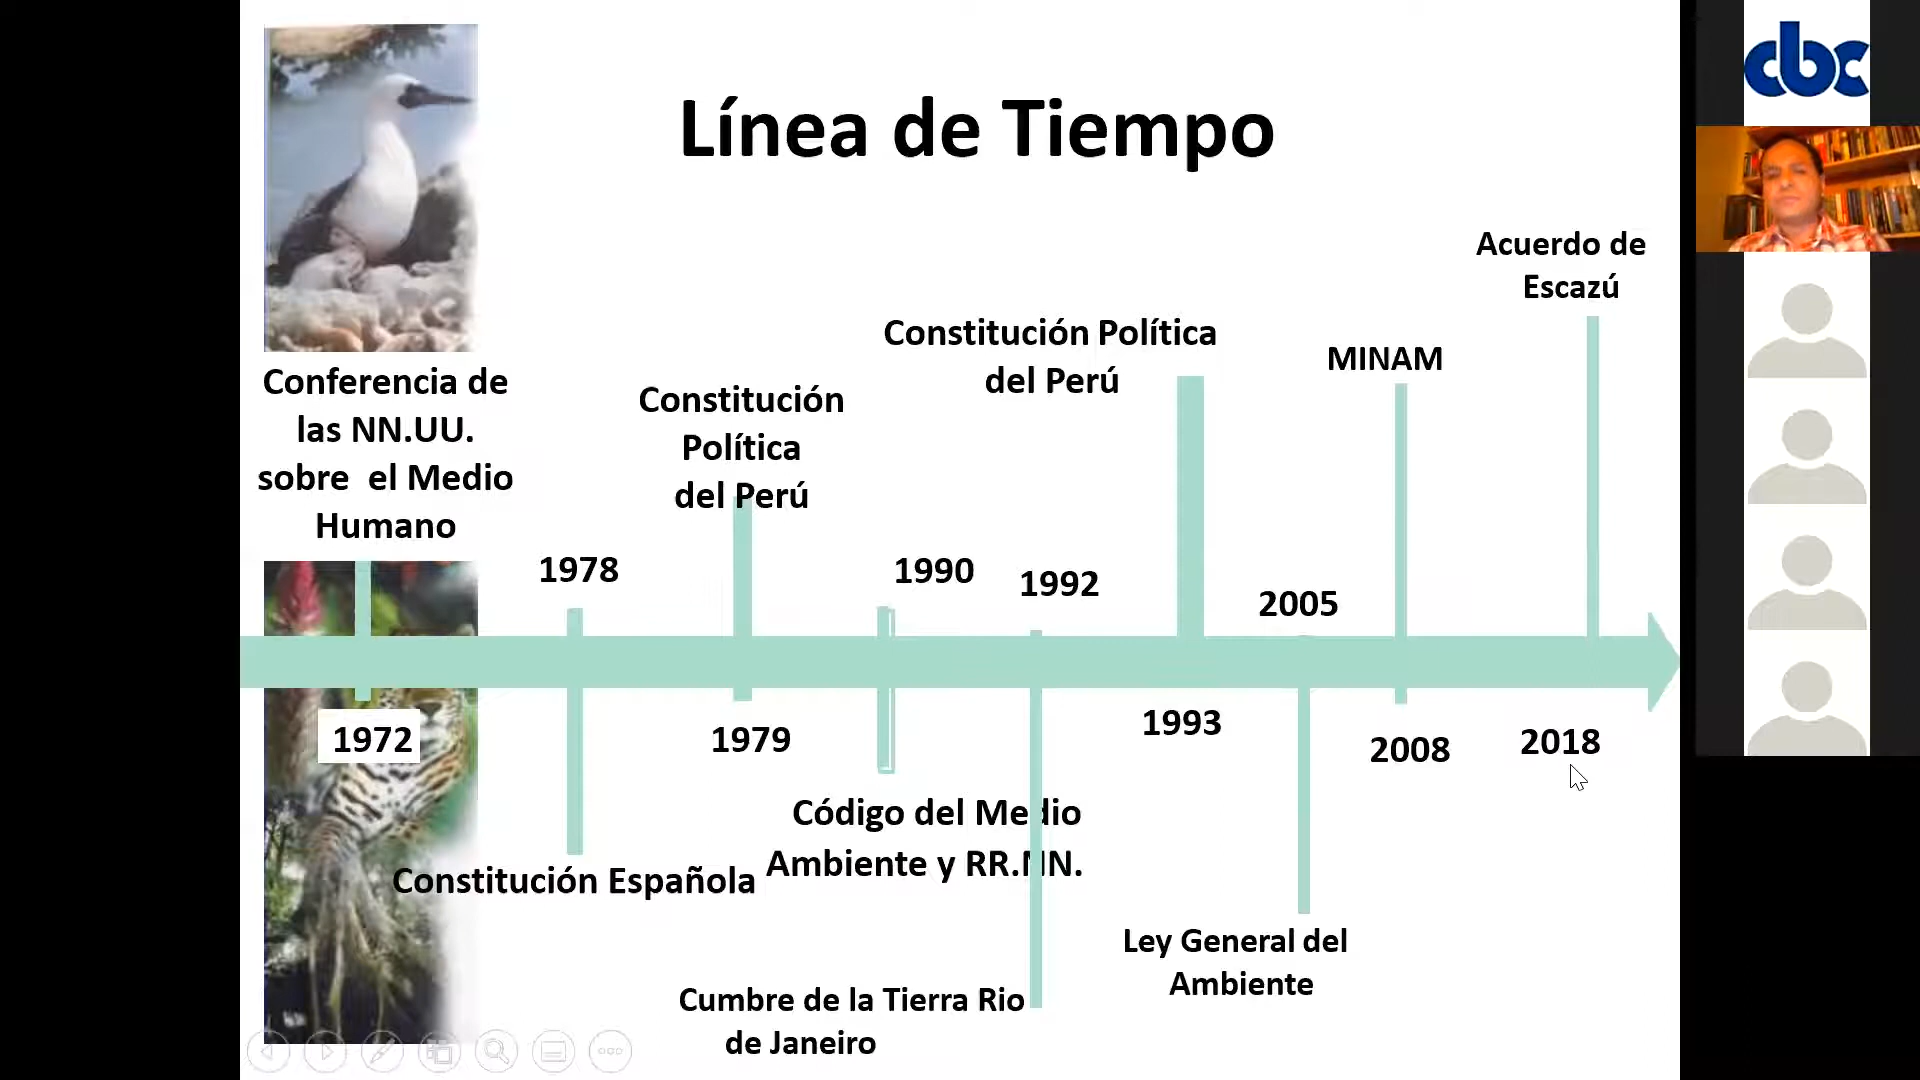 Línea de Tiempo
cbc
Conferencia de
las NN.UU.
sobre el Medio
Humano
1972
1978
Constitución Española
Constitución
Política
del Perú
1979
1990
Código del Medio
Ambiente y RR.NN.
1992
Cumbre de la Tierra Rio
de Janeiro
Constitución Política
del Perú
1993
2005
Ley General del
Ambiente
MINAM
2008
Acuerdo de
Escazú
2018